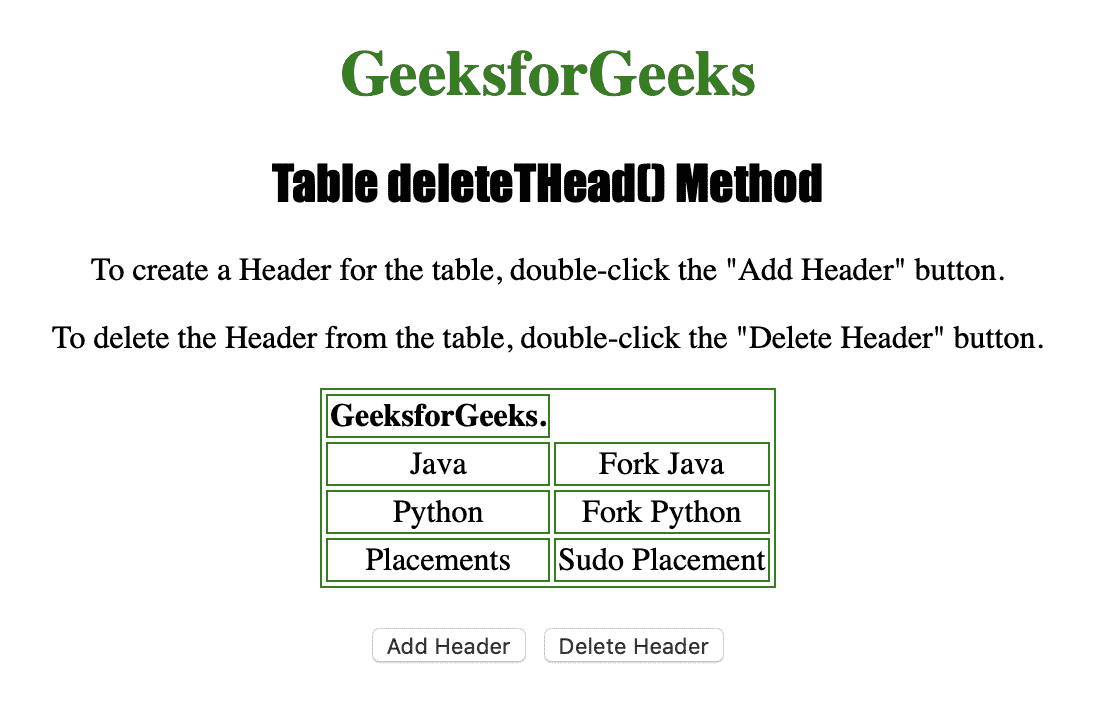 GeeksforGeeks
Table deleteTHead() Method
To create a Header for the table, double-click the "Add Header" button.
To delete the Header from the table, double-click the "Delete Header" button.
GeeksforGeeks.
Java Fork Java
Python Fork Python
Placements Sudo Placement
Add Header Delete Header